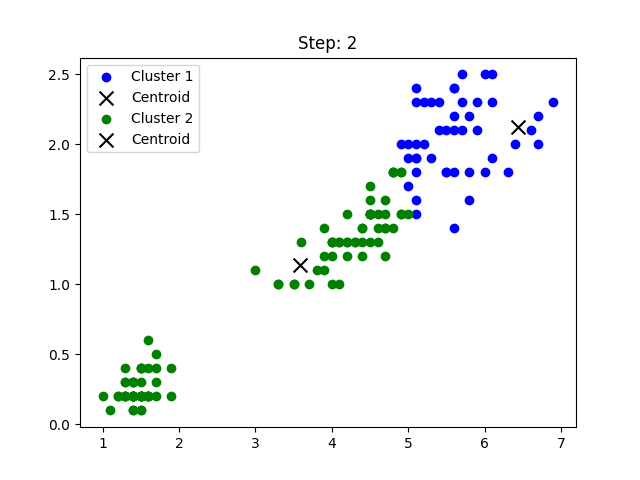 Step: 2
Cluster 1
Centroid
Cluster 2
Centroid
2.5
2.0
1.5
1.0
0.5
0.0
1 2 3 4 5 6 7